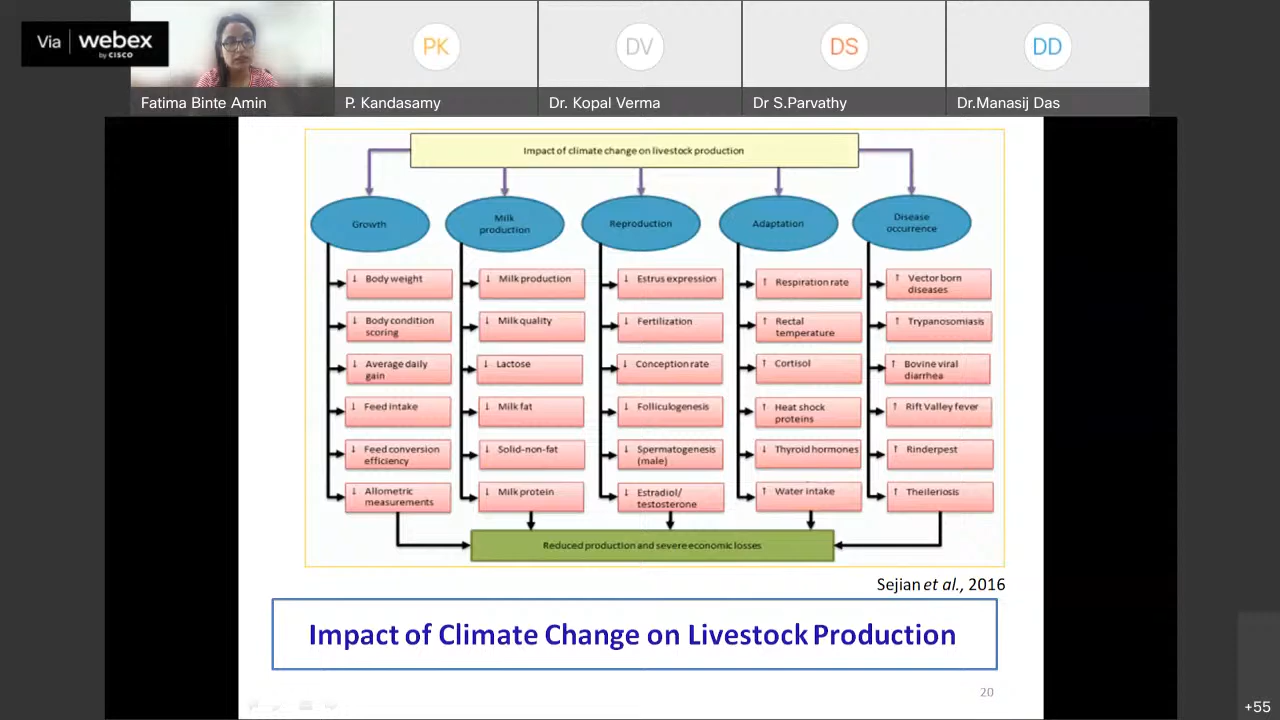 Via webex
by CISCO
PK
DV
DS
DD
Fatima Binte Amin
P. Kandasamy
Dr. Kopal Verma
Dr S.Parvathy
Dr.Manasij Das
Impact of climate change on livestock production
Growth
Milk
production
Reproduction
Adaptation
Disease
occurrence
↓ Body weight
↓ Body condition
scoring
↓ Average daily
gain
↓ Feed intake
↓ Feed conversion
efficiency
↓ Allometric
measurements
↓ Milk production
↓ Milk quality
↓ Lactose
↓ Milk fat
↓ Solid-non-fat
↓ Milk protein
↓ Estrus expression
↓ Fertilization
↓ Conception rate
↓ Folliculogenesis
↓ Spermatogenesis
(male)
↓ Estradiol/
testosterone
↑ Respiration rate
↑ Rectal
temperature
↑ Cortisol
↑ Heat shock
proteins
↓ Thyroid hormones
↑ Water intake
↑ Vector born
diseases
↑ Trypanosomiasis
↑ Bovine viral
diarrhea
↑ Rift Valley fever
↑ Rinderpest
↑ Theileriosis
Reduced production and severe economic losses
Sejian et al., 2016
Impact of Climate Change on Livestock Production
20
+55